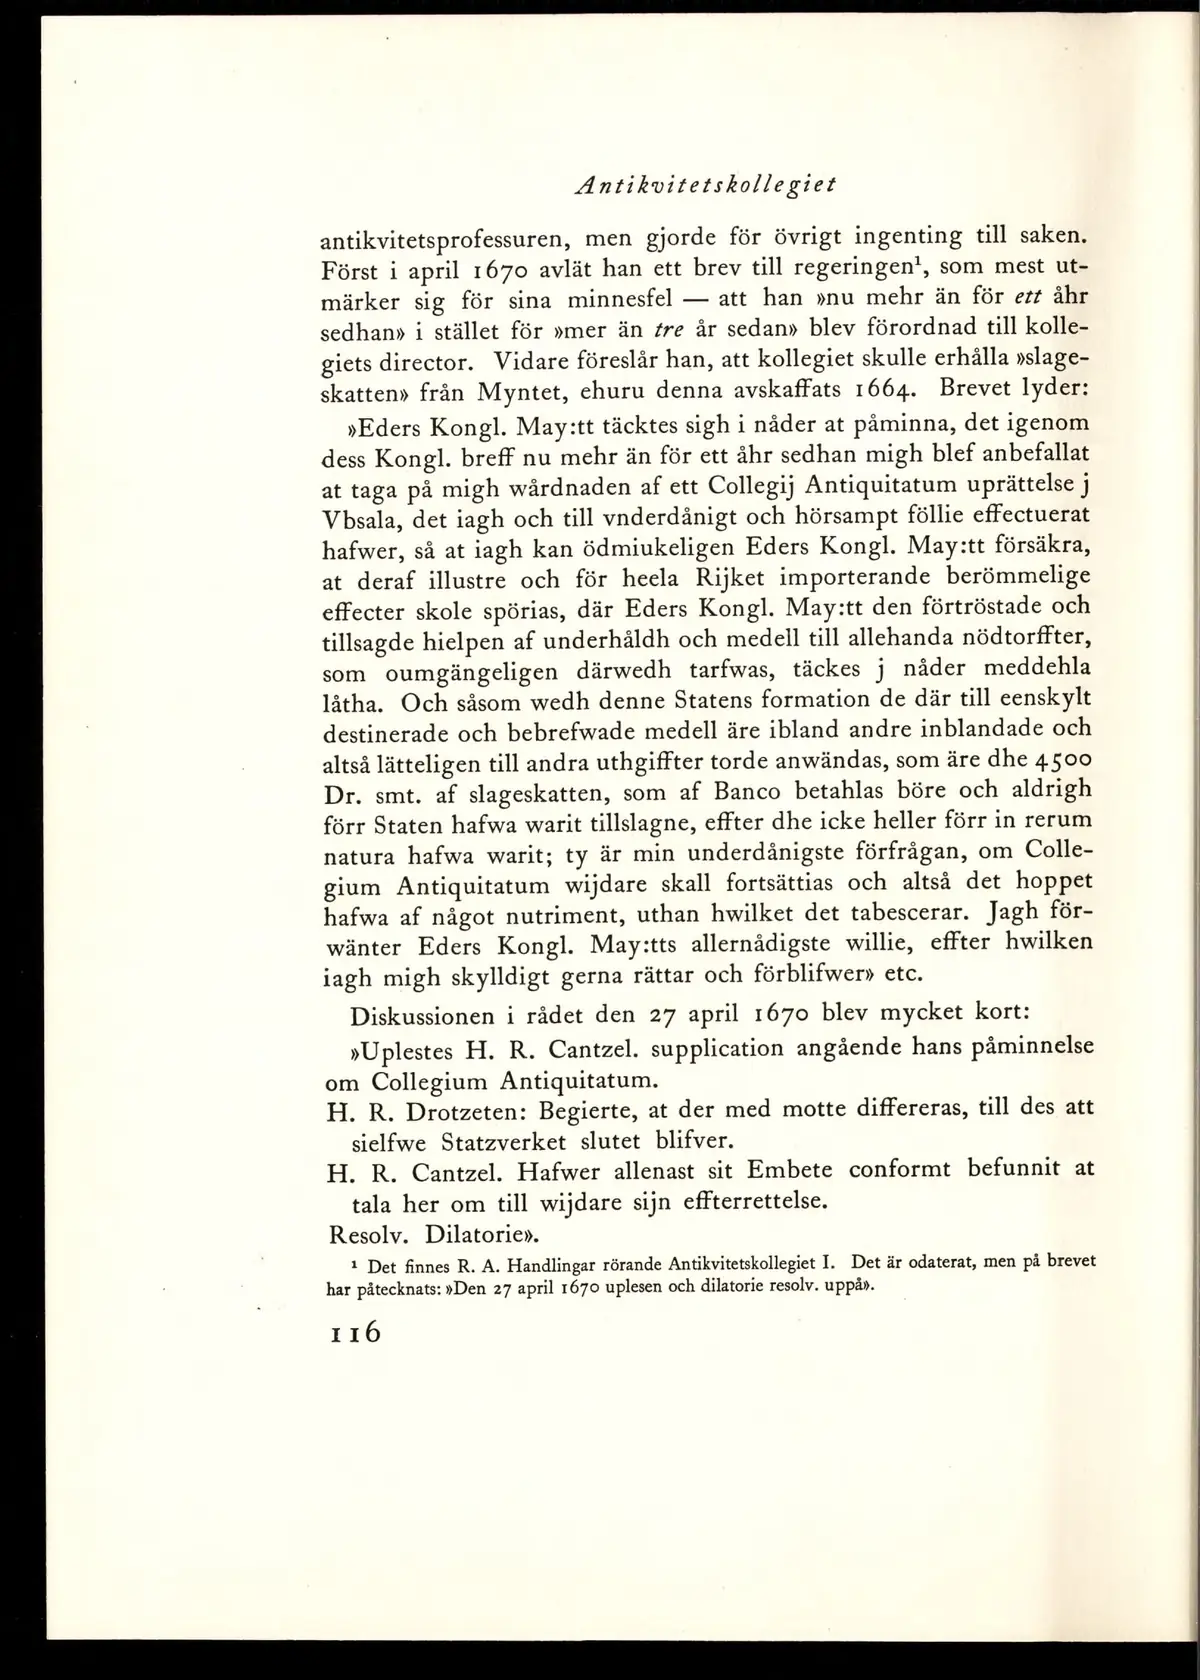 Antikvitetskollegiet
antikvitetsprofessuren, men gjorde för övrigt ingenting till saken.
Först i april 1670 avlät han ett brev till regeringen¹, som mest ut-
märker sig för sina minnesfel — att han »nu mehr än för ett åhr
sedhan» i stället för »mer än tre år sedan» blev förordnad till kolle-
giets director. Vidare föreslår han, att kollegiet skulle erhålla »slage-
skatten» från Myntet, ehuru denna avskaffats 1664. Brevet lyder:
»Eders Kongl. May:tt täcktes sigh i nåder at påminna, det igenom
dess Kongl. breff nu mehr än för ett åhr sedhan migh blef anbefallat
at taga på migh wårdnaden af ett Collegij Antiquitatum uprättelse j
Vbsala, det iagh och till vnderdånigt och hörsampt föllie effectuerat
hafwer, så at iagh kan ödmiukeligen Eders Kongl. May:tt försäkra,
at deraf illustre och för heela Rijket importerande berömmelige
effecter skole spörias, där Eders Kongl. May:tt den förtröstade och
tillsagde hielpen af underhåldh och medell till allehanda nödtorffter,
som oumgängeligen därwedh tarfwas, täckes j nåder meddehla
låtha. Och såsom wedh denne Statens formation de där till eenskylt
destinerade och bebrefwade medell äre ibland andre inblandade och
altså lätteligen till andra uthgiffter torde anwändas, som äre dhe 4500
Dr. smt. af slageskatten, som af Banco betahlas böre och aldrigh
förr Staten hafwa warit tillslagne, effter dhe icke heller förr in rerum
natura hafwa warit; ty är min underdånigste förfrågan, om Colle-
gium Antiquitatum wijdare skall fortsättias och altså det hoppet
hafwa af något nutriment, uthan hwilket det tabescerar. Jagh för-
wänter Eders Kongl. May:tts allernådigste willie, effter hwilken
iagh migh skylldigt gerna rättar och förblifwer» etc.
Diskussionen i rådet den 27 april 1670 blev mycket kort:
»Uplestes H. R. Cantzel. supplication angående hans påminnelse
om Collegium Antiquitatum.
H. R. Drotzeten: Begierte, at der med motte differeras, till des att
sielfwe Statzverket slutet blifver.
H. R. Cantzel. Hafwer allenast sit Embete conformt befunnit at
tala her om till wijdare sijn effterrettelse.
Resolv. Dilatorie».
¹ Det finnes R. A. Handlingar rörande Antikvitetskollegiet I. Det är odaterat, men på brevet
har påtecknats: »Den 27 april 1670 uplesen och dilatorie resolv. uppå».
116